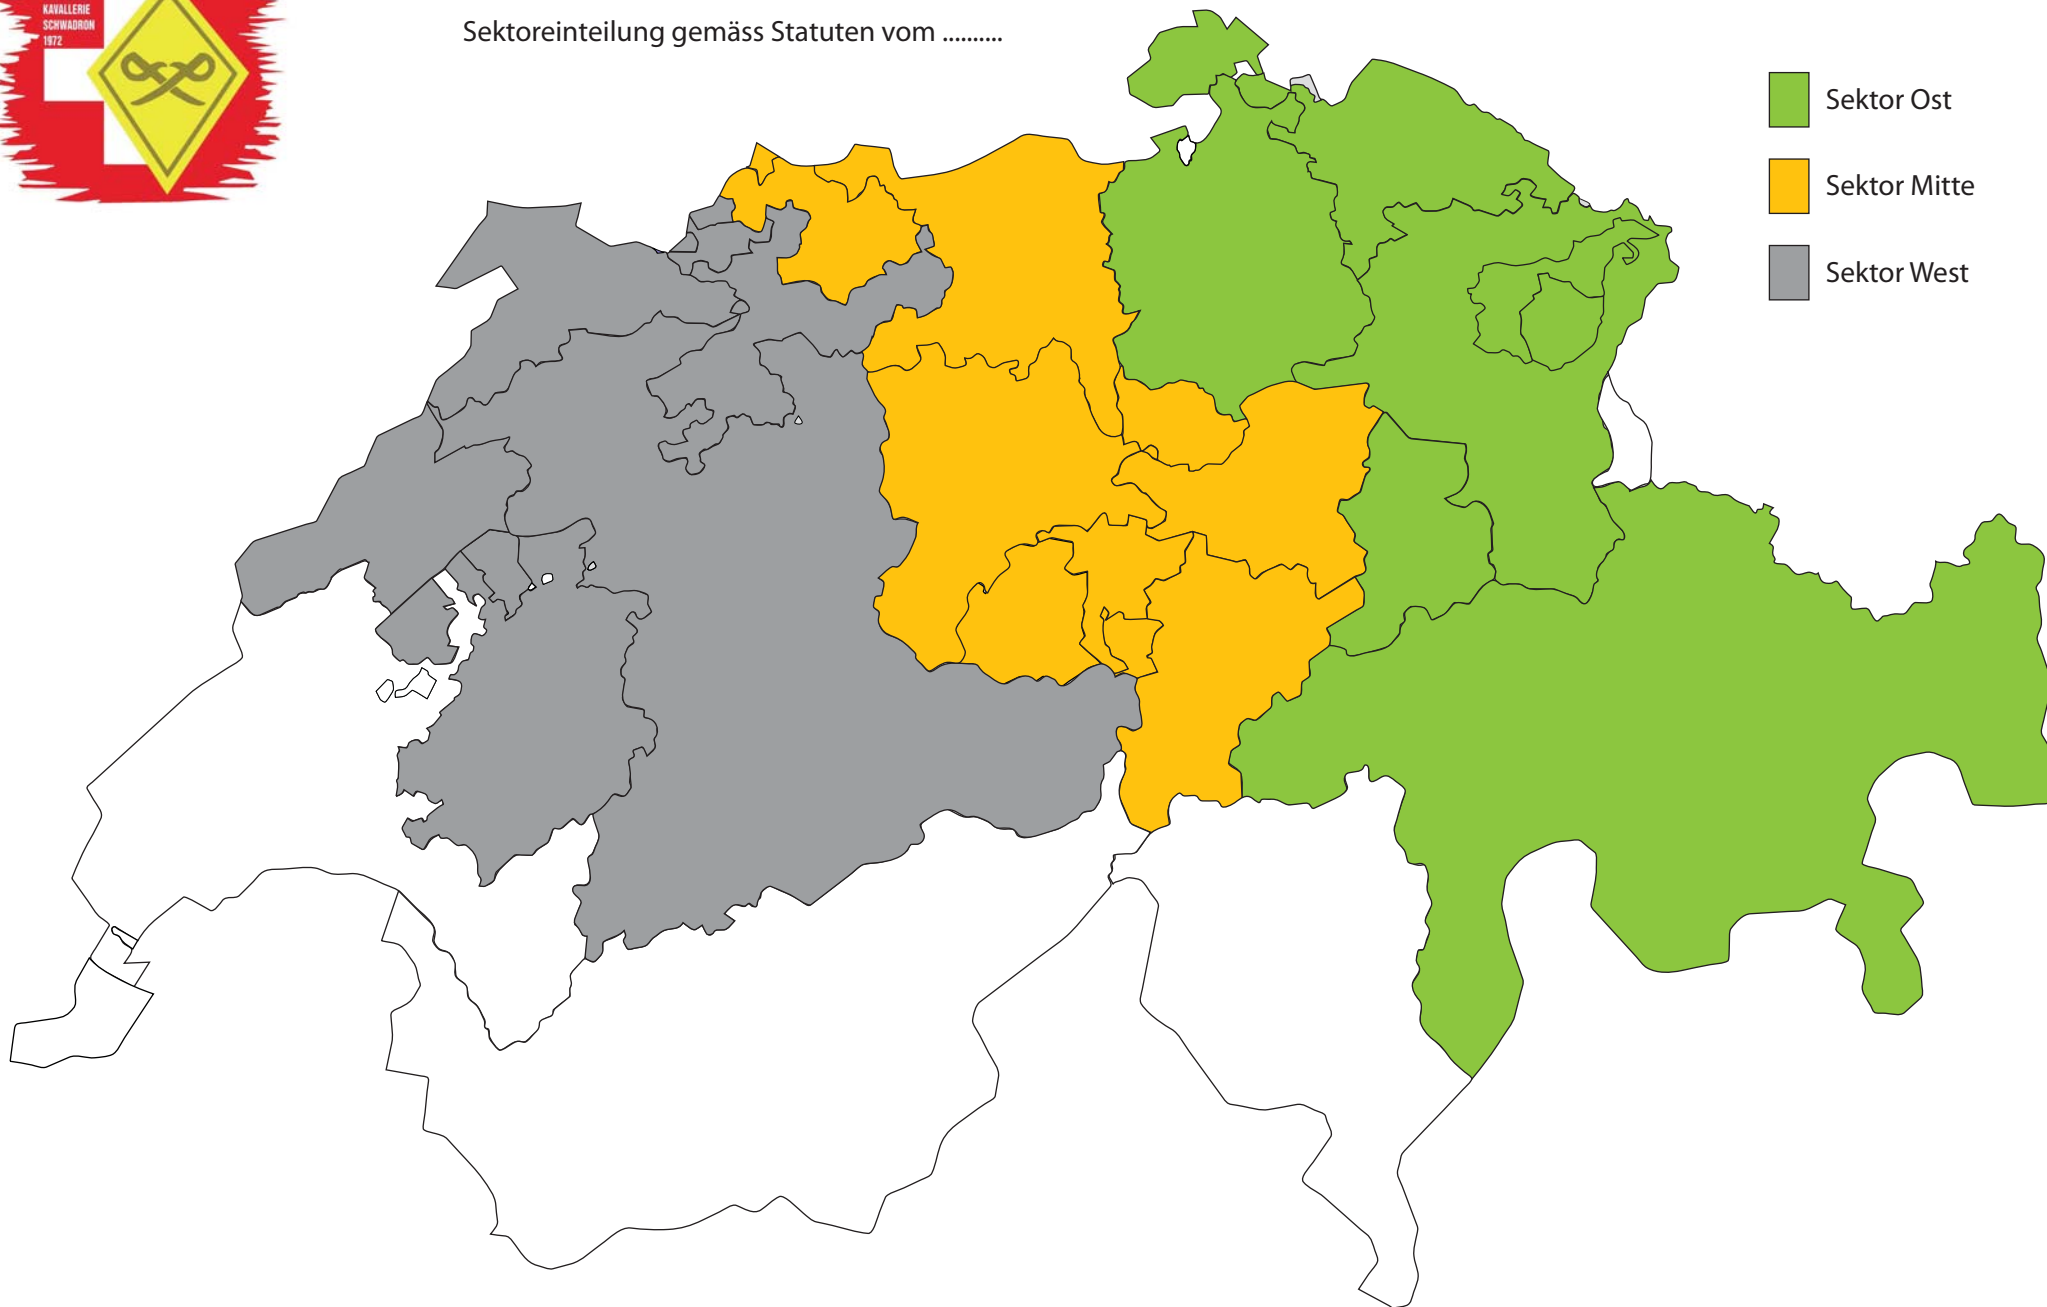 KAVALLERIE
SCHWADRON
1972
Sektoreinteilung gemäss Statuten vom ..........
Sektor Ost
Sektor Mitte
Sektor West